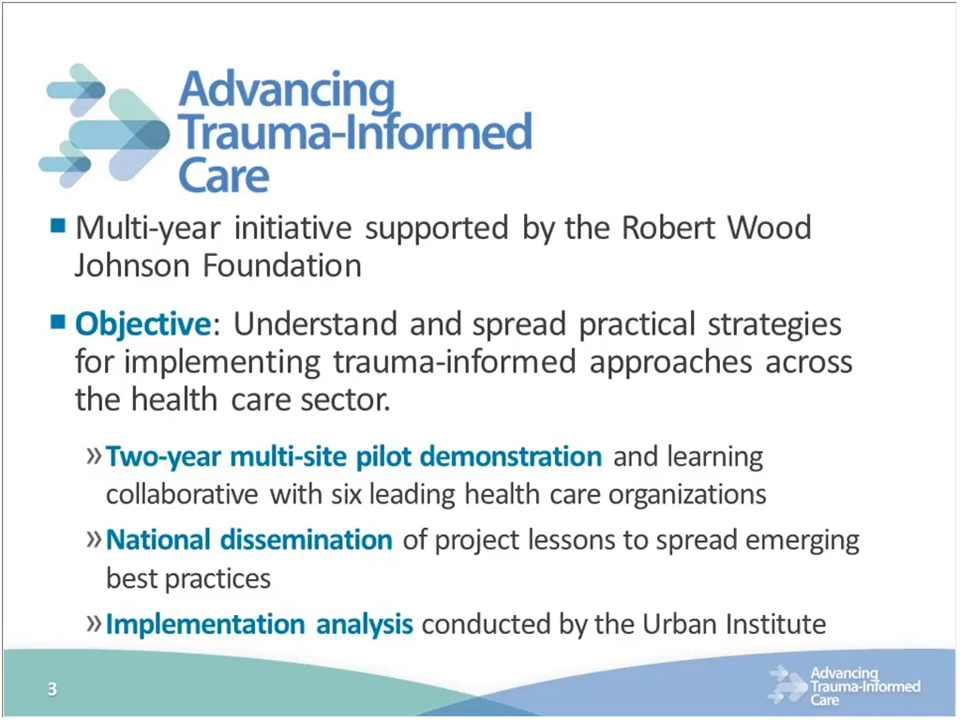 Advancing
Trauma-Informed
Care
■ Multi-year initiative supported by the Robert Wood
Johnson Foundation
■ Objective: Understand and spread practical strategies
for implementing trauma-informed approaches across
the health care sector.
» Two-year multi-site pilot demonstration and learning
collaborative with six leading health care organizations
» National dissemination of project lessons to spread emerging
best practices
» Implementation analysis conducted by the Urban Institute
3
Advancing
Trauma-Informed
Care